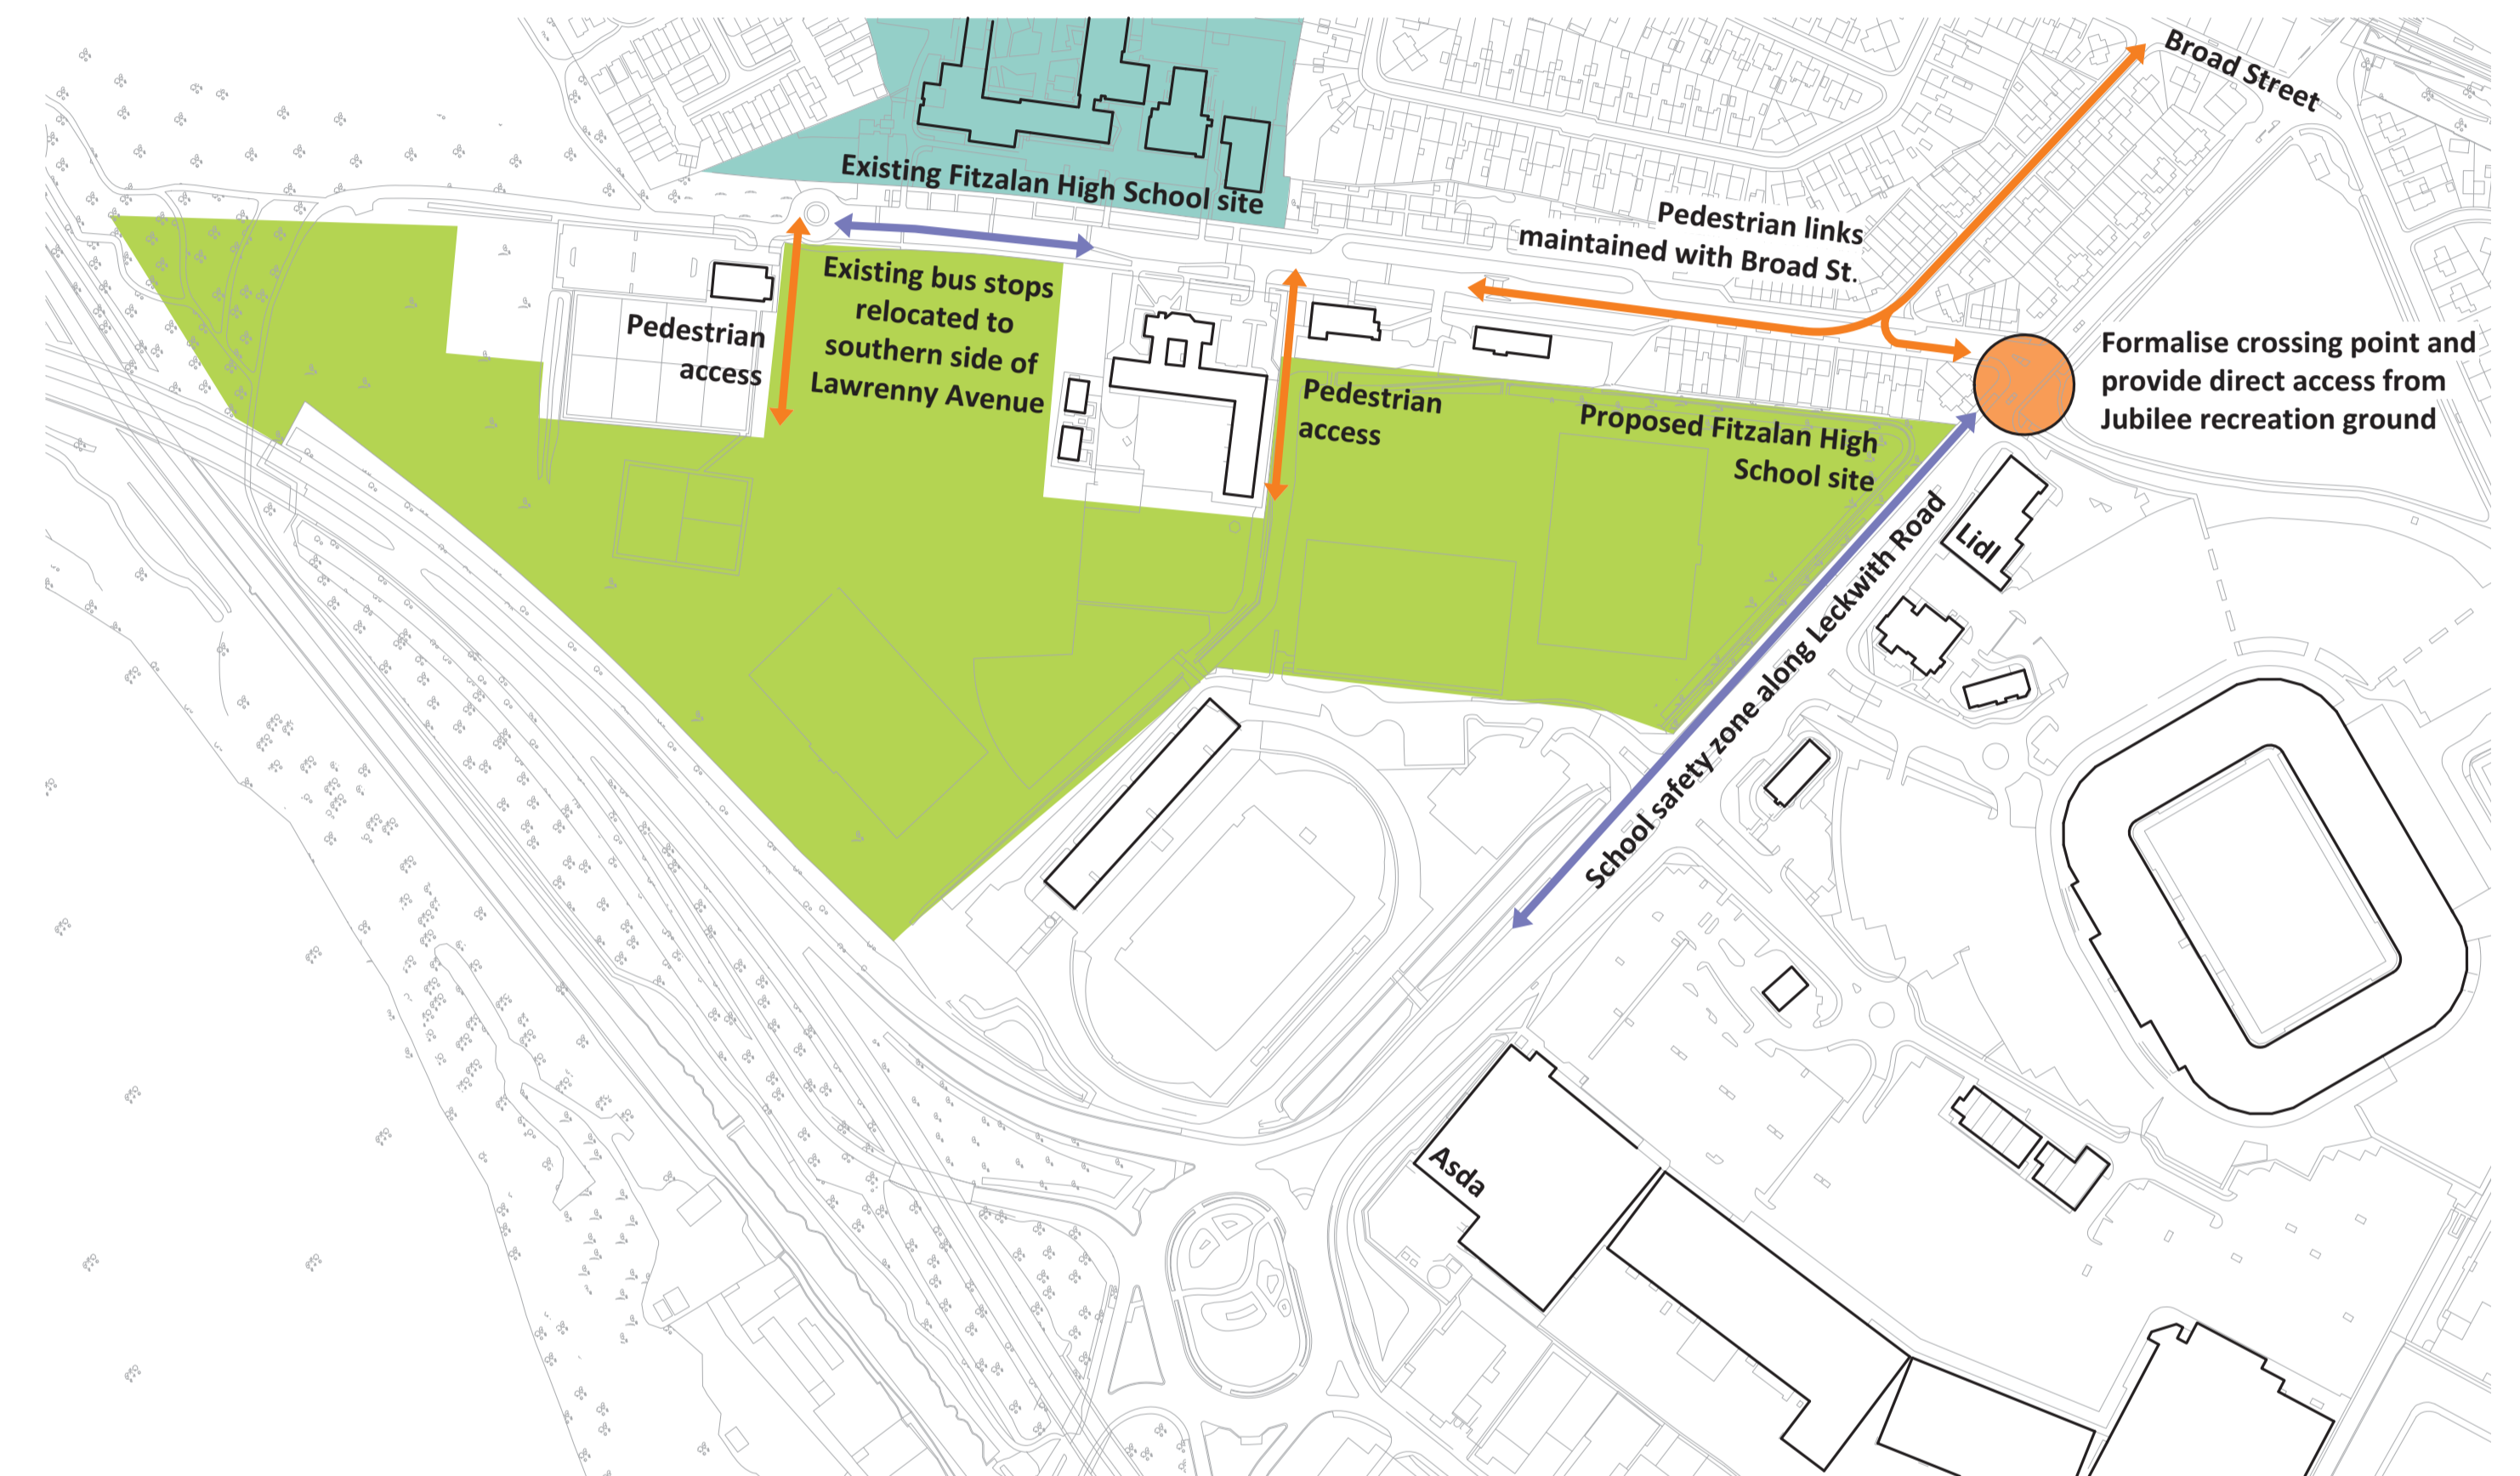 Broad Street
Existing Fitzalan High School site
Pedestrian links
maintained with Broad St.
Existing bus stops
relocated to
southern side of
Lawrenny Avenue
Pedestrian
access
Pedestrian
access
Formalise crossing point and
provide direct access from
Jubilee recreation ground
Proposed Fitzalan High
School site
School safety zone along Leckwith Road
Lidl
Asda